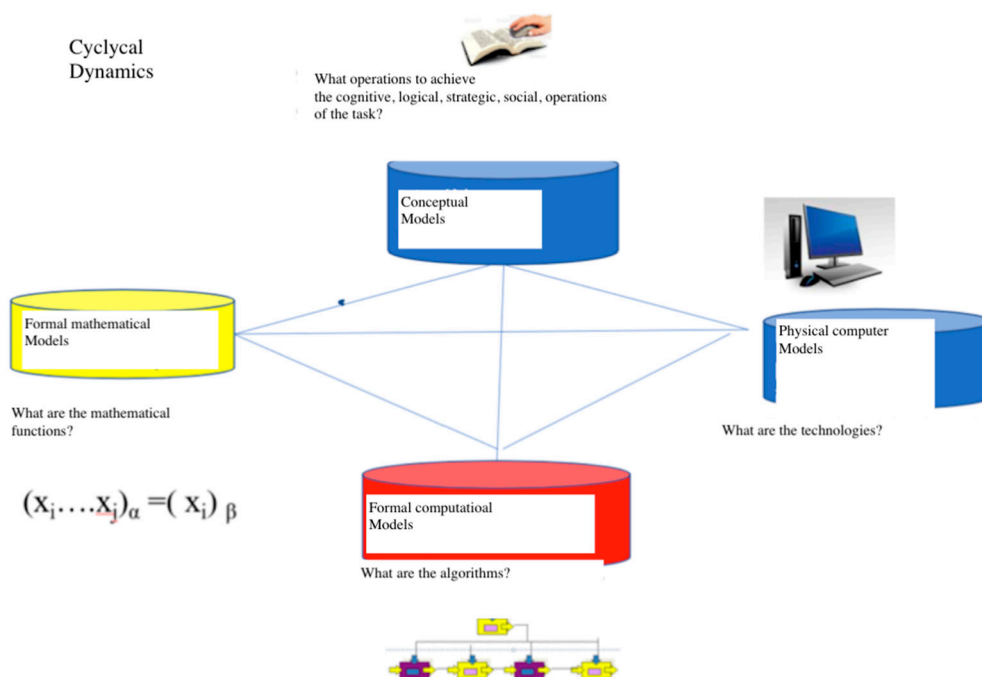 Cyclycal
Dynamics
What operations to achieve
the cognitive, logical, strategic, social, operations
of the task?
Conceptual
Models
Formal mathematical
Models
Physical computer
Models
What are the mathematical
functions?
What are the technologies?
(xᵢ....xⱼ)α =( xᵢ) β
Formal computatioal
Models
What are the algorithms?